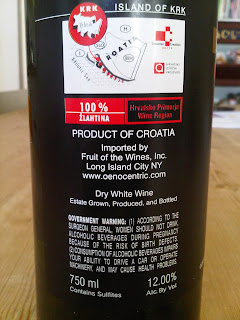 ISLAND OF KRK
KRK
CROATIA
100 %
ŽLAHTINA
Hrvatsko Primorje
Wine Region
PRODUCT OF CROATIA
Imported by
Fruit of the Wines, Inc.
Long Island City NY
www.oenocentric.com
Dry White Wine
Estate Grown, Produced, and Bottled
GOVERNMENT WARNING: (1) ACCORDING TO THE
SURGEON GENERAL, WOMEN SHOULD NOT DRINK
ALCOHOLIC BEVERAGES DURING PREGNANCY
BECAUSE OF THE RISK OF BIRTH DEFECTS.
(2) CONSUMPTION OF ALCOHOLIC BEVERAGES IMPAIRS
YOUR ABILITY TO DRIVE A CAR OR OPERATE
MACHINERY, AND MAY CAUSE HEALTH PROBLEMS.
750 ml
12.00%
Contains Sulfites
Alc.By Vol.